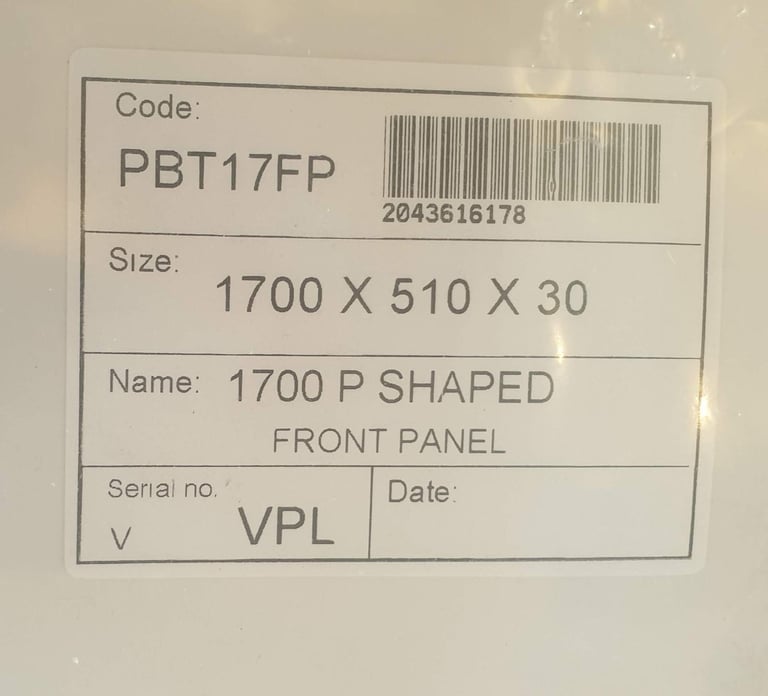 Code:
PBT17FP
2043616178
Size:
1700 X 510 X 30
Name: 1700 P SHAPED
FRONT PANEL
Serial no.
V VPL
Date: